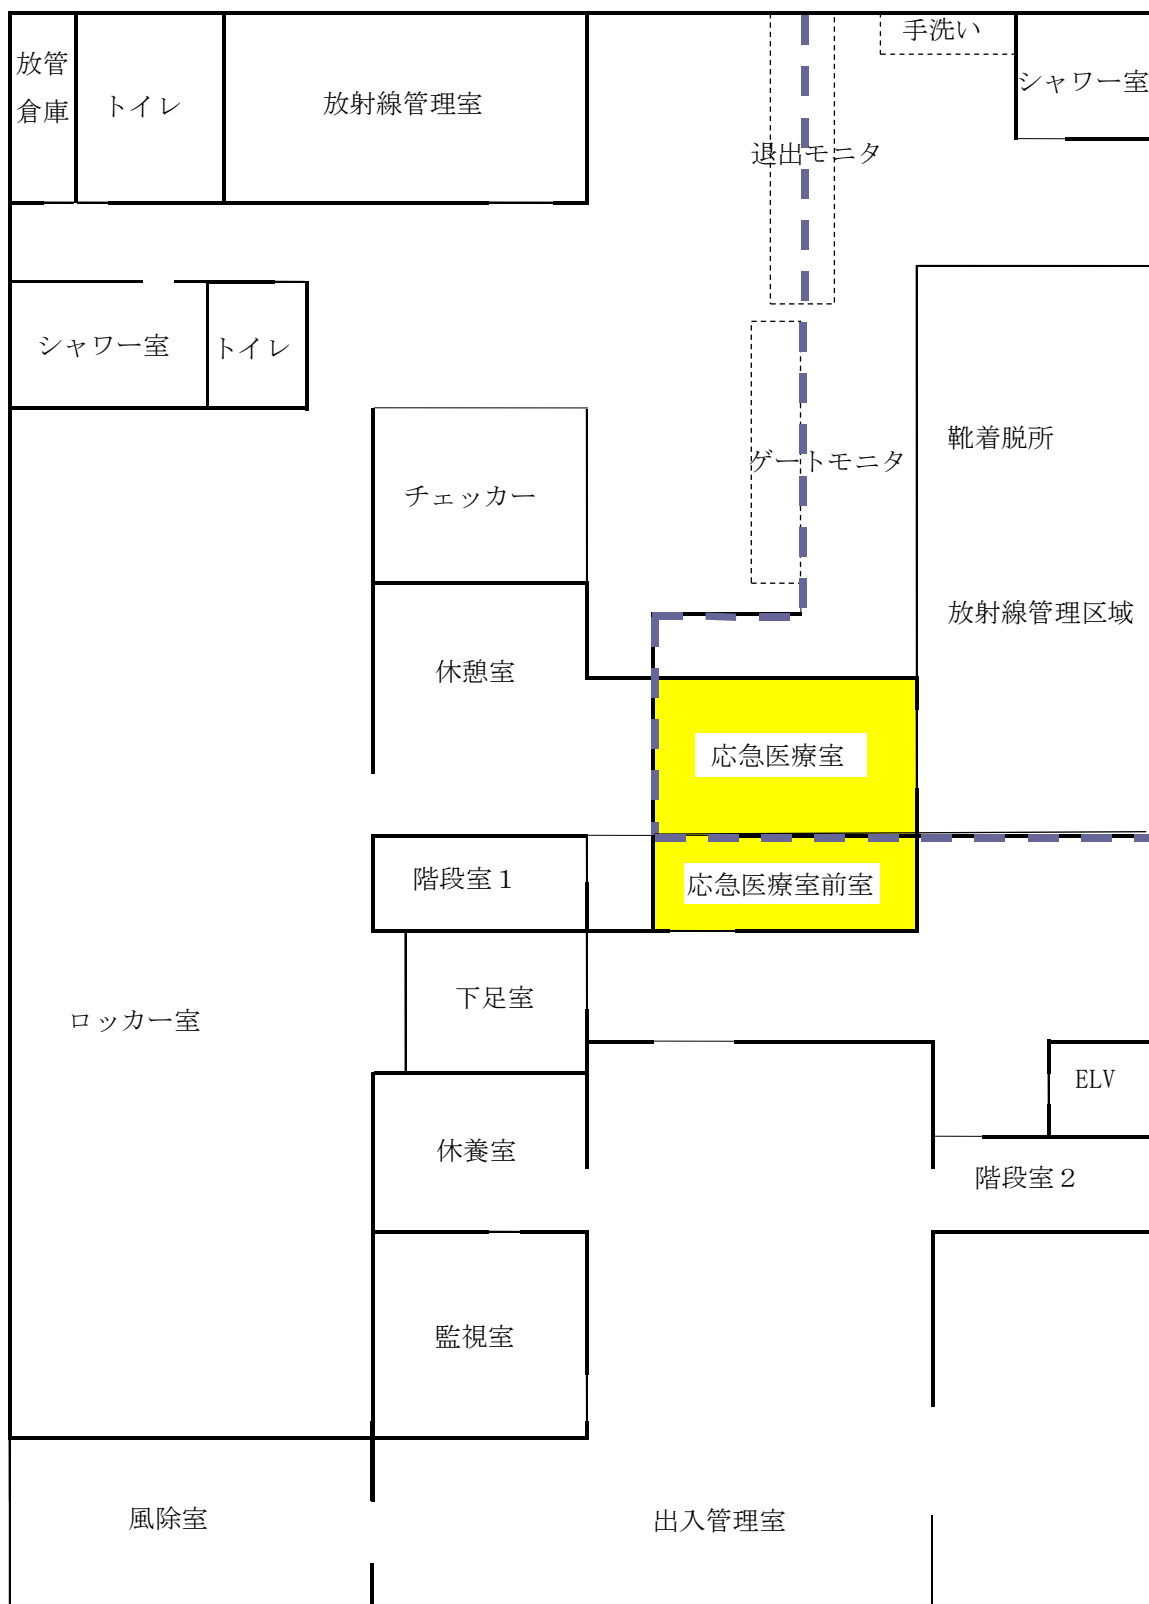 手洗い
放管
倉庫
トイレ
放射線管理室
シャワー室
退出モニタ
シャワー室
トイレ
靴着脱所
ゲートモニタ
チェッカー
放射線管理区域
休憩室
応急医療室
階段室１
応急医療室前室
下足室
ロッカー室
ELV
休養室
階段室２
監視室
風除室
出入管理室